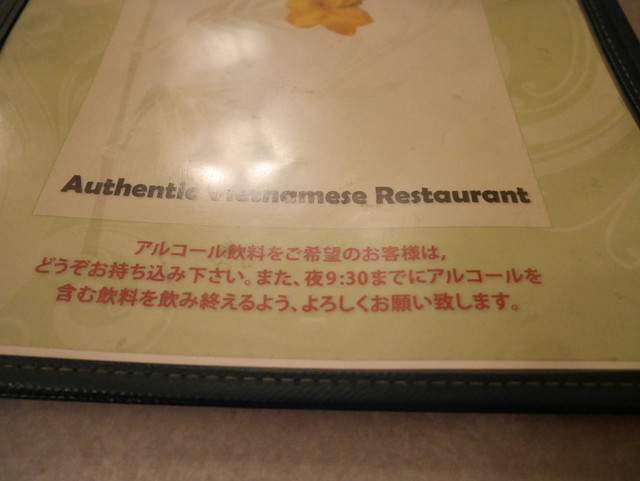 Authentic Vietnamese Restaurant
アルコール飲料をご希望のお客様は,
どうぞお持ち込み下さい。また、夜9:30までにアルコールを
含む飲料を飲み終えるよう、よろしくお願い致します。